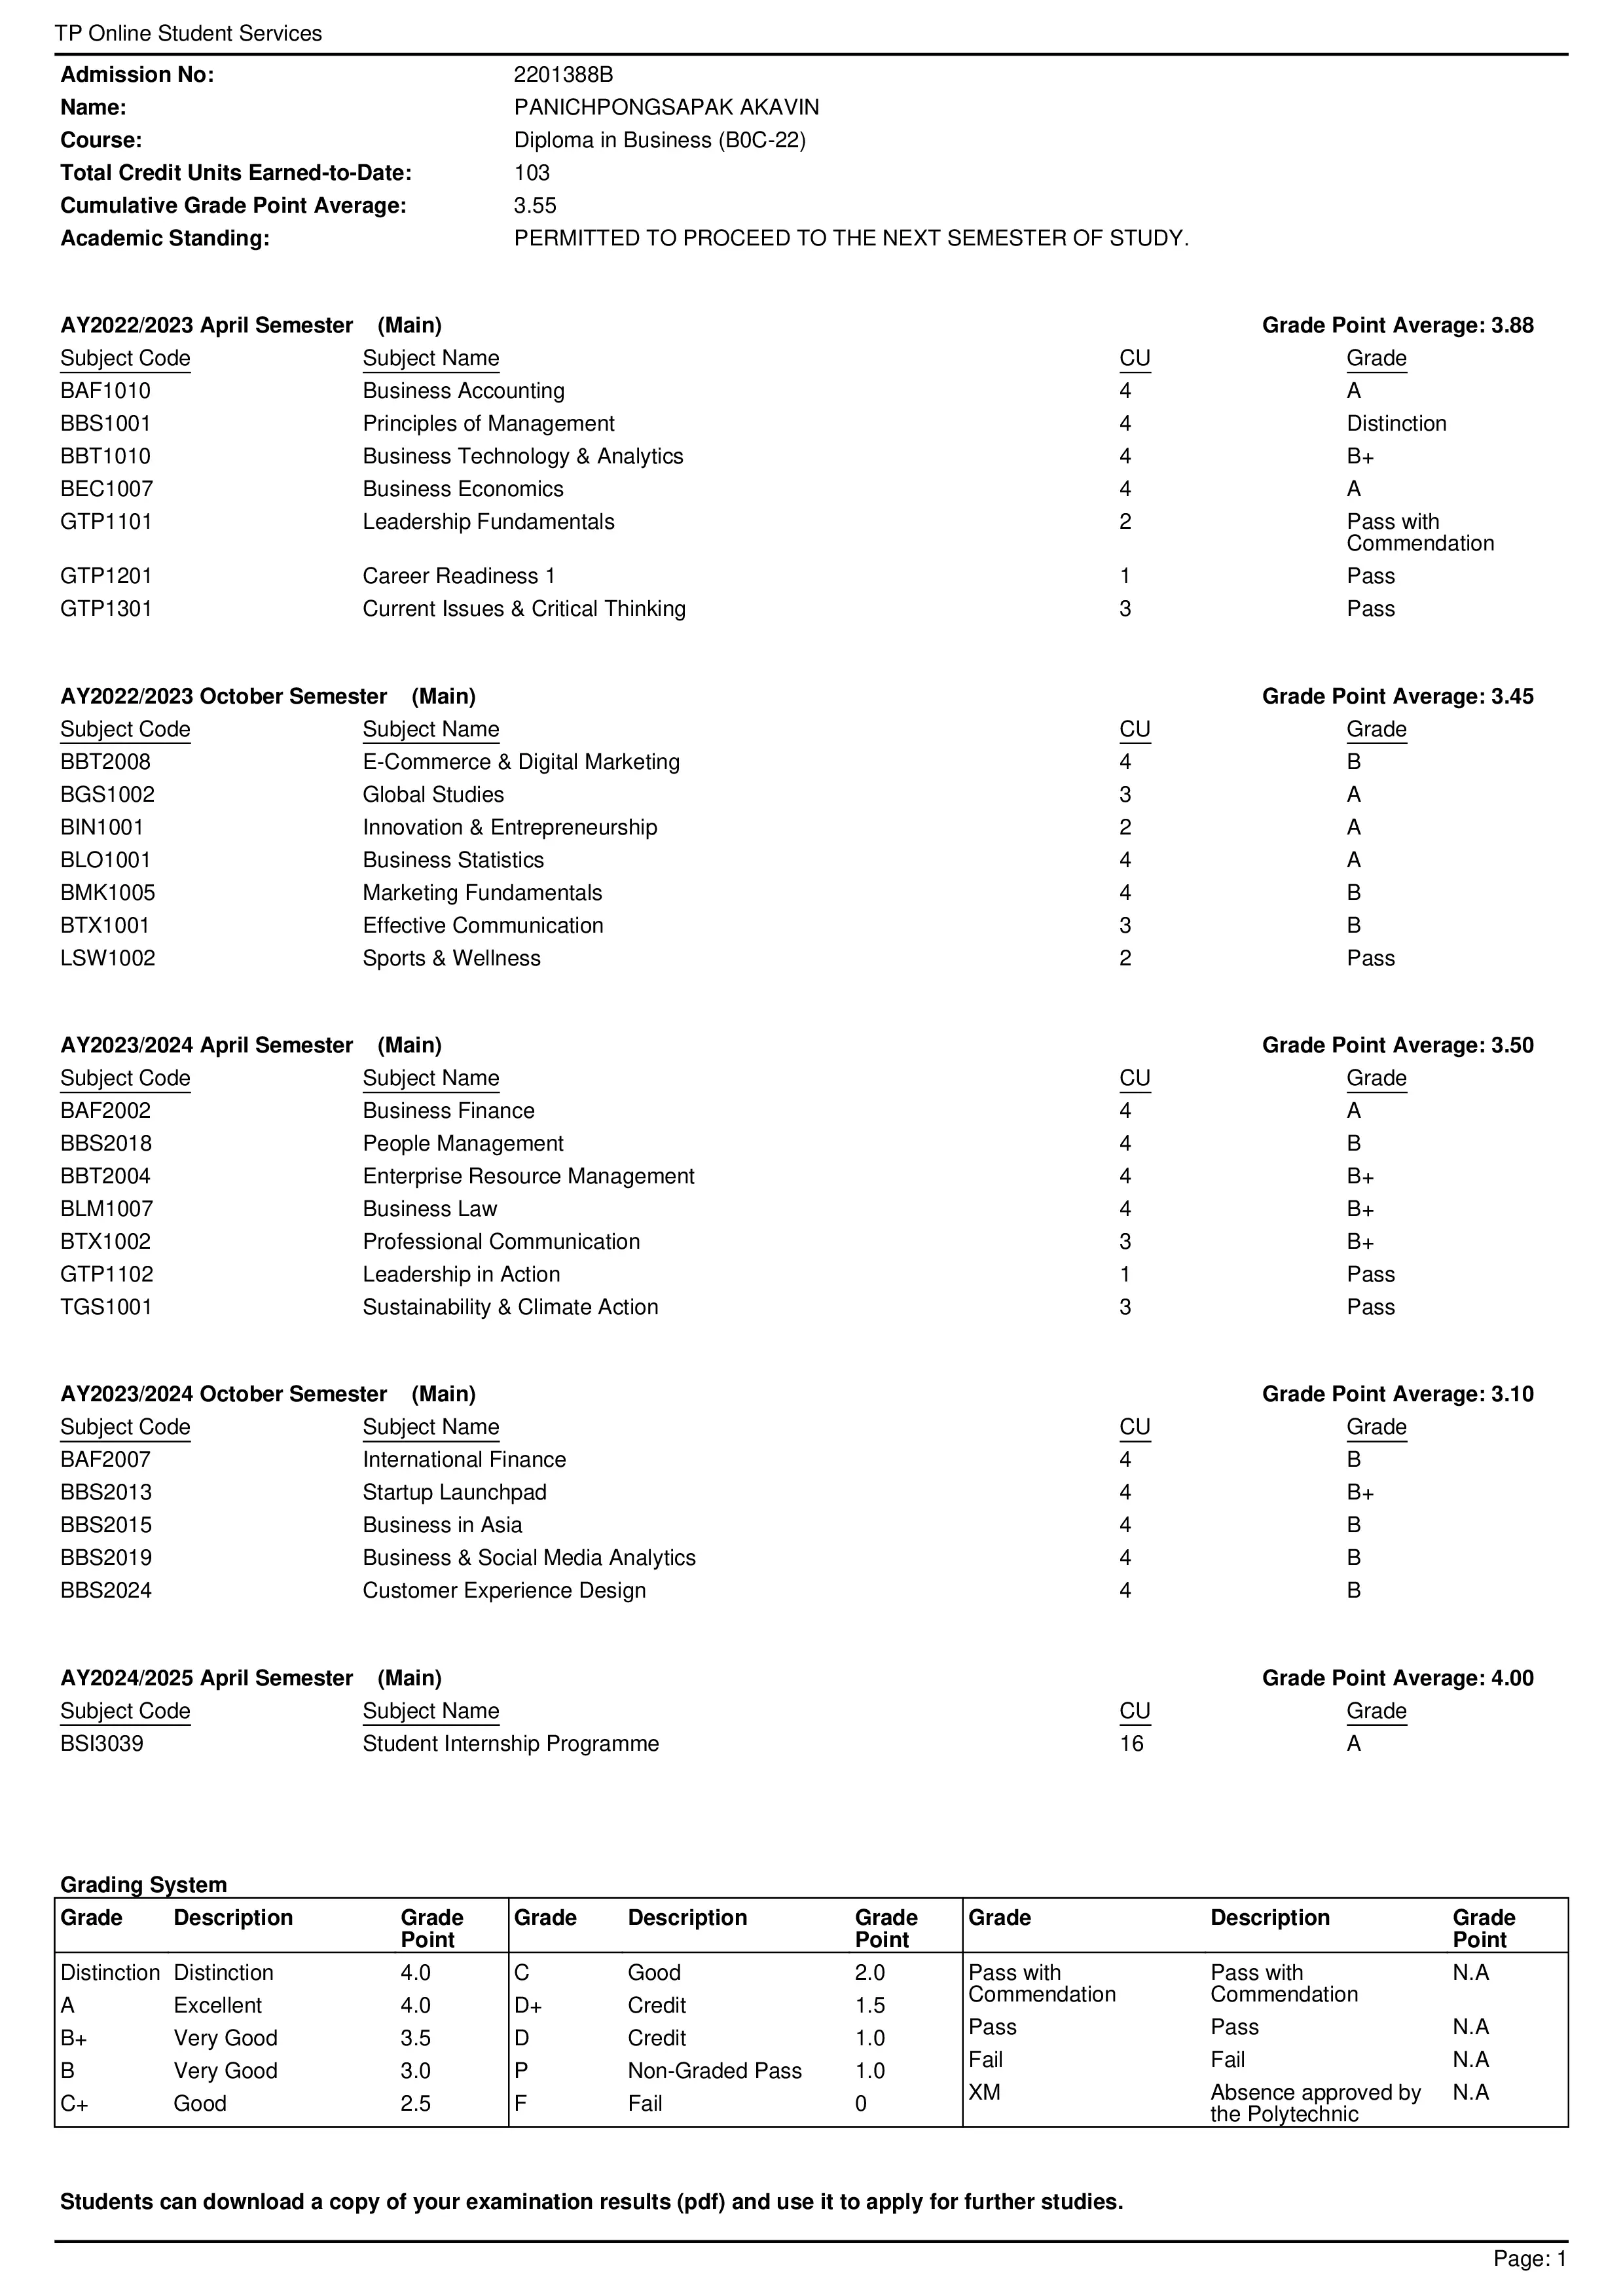 TP Online Student Services
Admission No: 2201388B
Name: PANICHPONGSAPAK AKAVIN
Course: Diploma in Business (B0C-22)
Total Credit Units Earned-to-Date: 103
Cumulative Grade Point Average: 3.55
Academic Standing: PERMITTED TO PROCEED TO THE NEXT SEMESTER OF STUDY.
AY2022/2023 April Semester (Main) Grade Point Average: 3.88
Subject Code Subject Name CU Grade
BAF1010 Business Accounting 4 A
BBS1001 Principles of Management 4 Distinction
BBT1010 Business Technology & Analytics 4 B+
BEC1007 Business Economics 4 A
GTP1101 Leadership Fundamentals 2 Pass with
Commendation
GTP1201 Career Readiness 1 1 Pass
GTP1301 Current Issues & Critical Thinking 3 Pass
AY2022/2023 October Semester (Main) Grade Point Average: 3.45
Subject Code Subject Name CU Grade
BBT2008 E-Commerce & Digital Marketing 4 B
BGS1002 Global Studies 3 A
BIN1001 Innovation & Entrepreneurship 2 A
BLO1001 Business Statistics 4 A
BMK1005 Marketing Fundamentals 4 B
BTX1001 Effective Communication 3 B
LSW1002 Sports & Wellness 2 Pass
AY2023/2024 April Semester (Main) Grade Point Average: 3.50
Subject Code Subject Name CU Grade
BAF2002 Business Finance 4 A
BBS2018 People Management 4 B
BBT2004 Enterprise Resource Management 4 B+
BLM1007 Business Law 4 B+
BTX1002 Professional Communication 3 B+
GTP1102 Leadership in Action 1 Pass
TGS1001 Sustainability & Climate Action 3 Pass
AY2023/2024 October Semester (Main) Grade Point Average: 3.10
Subject Code Subject Name CU Grade
BAF2007 International Finance 4 B
BBS2013 Startup Launchpad 4 B+
BBS2015 Business in Asia 4 B
BBS2019 Business & Social Media Analytics 4 B
BBS2024 Customer Experience Design 4 B
AY2024/2025 April Semester (Main) Grade Point Average: 4.00
Subject Code Subject Name CU Grade
BSI3039 Student Internship Programme 16 A
Grading System
Grade Description Grade Point Grade Description Grade Point Grade Description Grade Point
Distinction Distinction 4.0 C Good 2.0 Pass with Commendation Pass with Commendation N.A
A Excellent 4.0 D+ Credit 1.5
B+ Very Good 3.5 D Credit 1.0 Pass Pass N.A
B Very Good 3.0 P Non-Graded Pass 1.0 Fail Fail N.A
C+ Good 2.5 F Fail 0 XM Absence approved by the Polytechnic N.A
Students can download a copy of your examination results (pdf) and use it to apply for further studies.
Page: 1